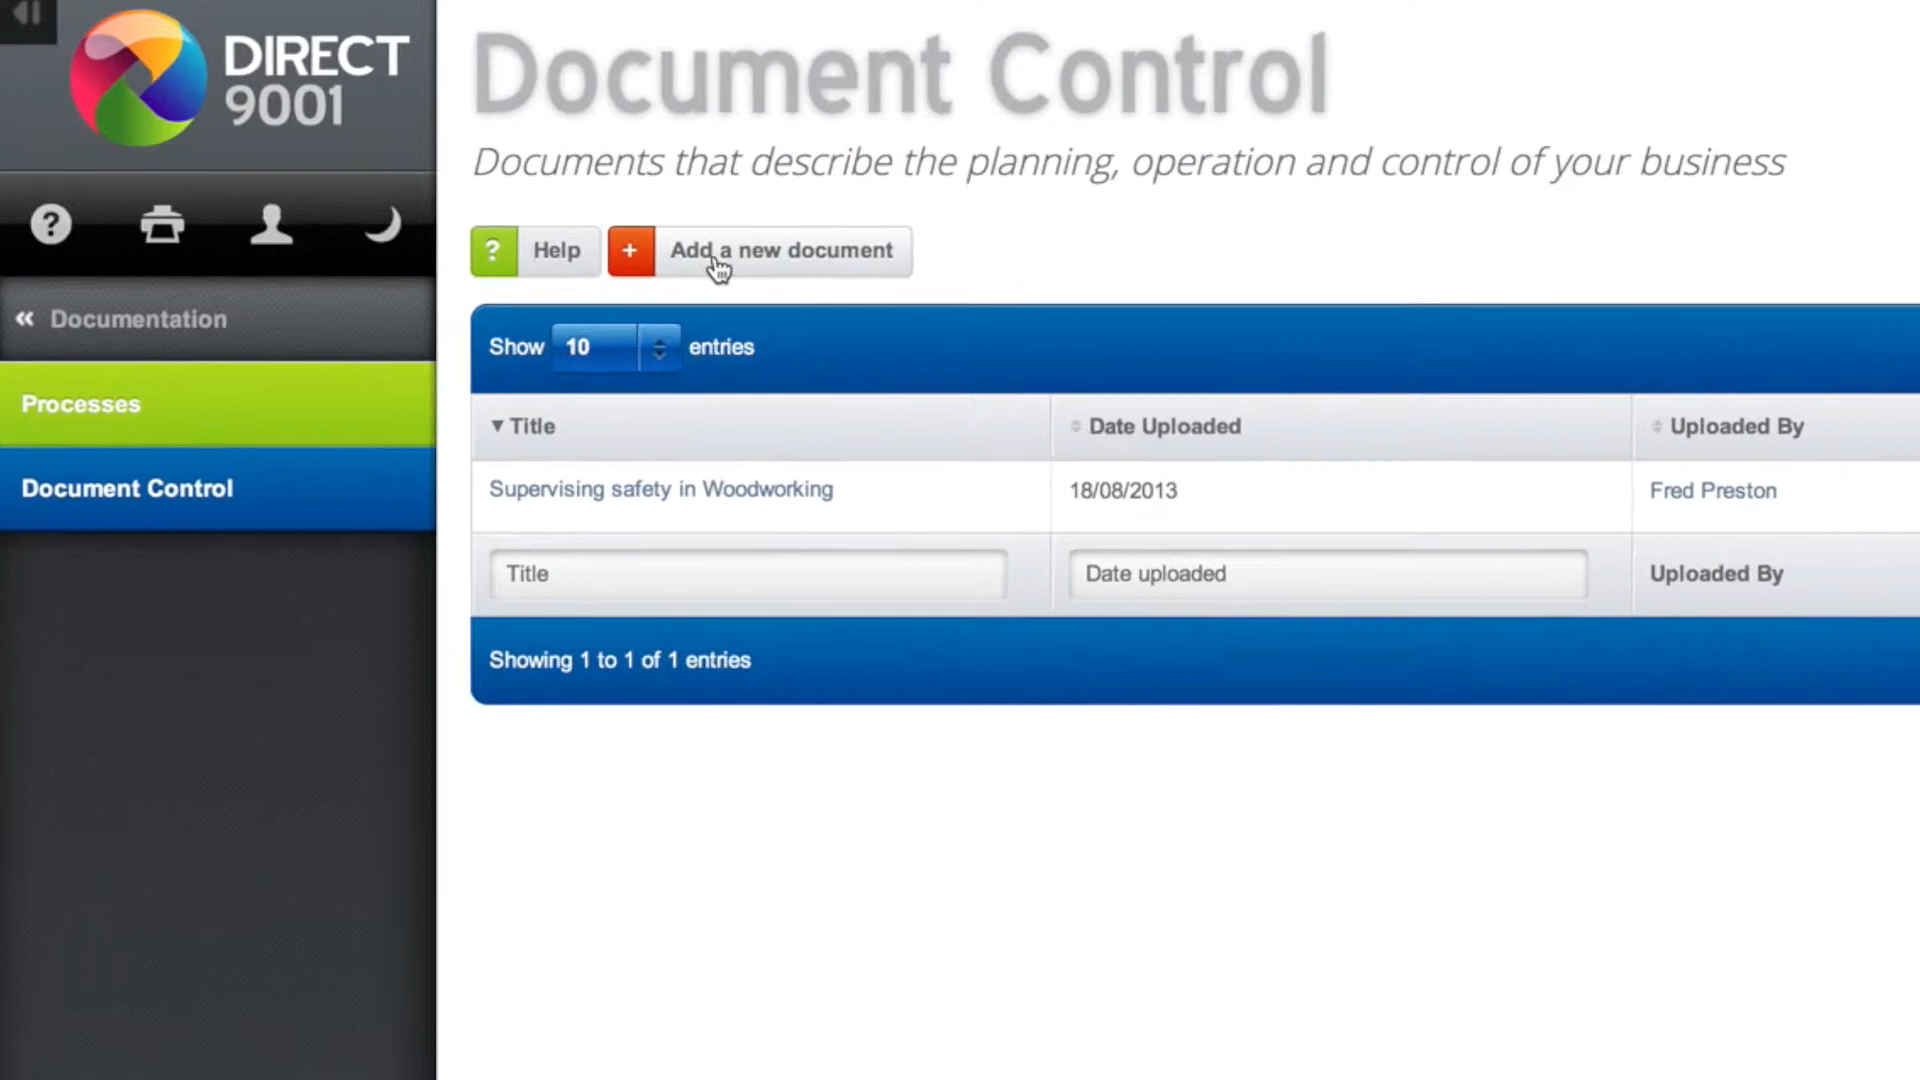 DIRECT
9001
Document Control
Documents that describe the planning, operation and control of your business
? Help + Add a new document
« Documentation
Processes
Document Control
Show 10 entries
Title Date Uploaded Uploaded By
Supervising safety in Woodworking 18/08/2013 Fred Preston
Title Date uploaded Uploaded By
Showing 1 to 1 of 1 entries